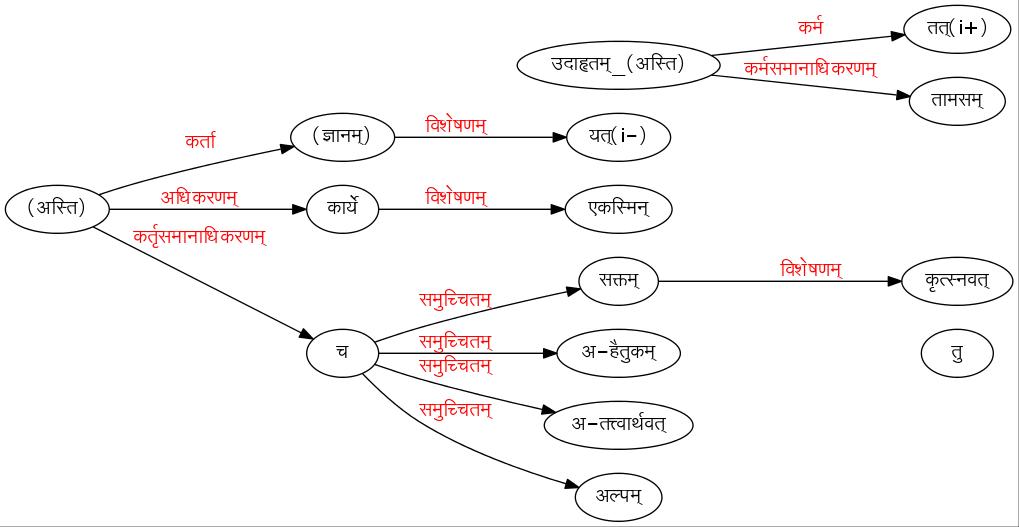 कर्म
तत्(i+)
उदाहृतम्_(अस्ति)
कर्मसमानाधिकरणम्
तामसम्
कर्ता
(ज्ञानम्)
विशेषणम्
यत्(i-)
(अस्ति)
अधिकरणम्
कार्ये
विशेषणम्
एकस्मिन्
कर्तृसमानाधिकरणम्
सक्तम्
विशेषणम्
कृत्स्नवत्
समुच्चितम्
च
समुच्चितम्
अ-हैतुकम्
तु
समुच्चितम्
अ-तत्त्वार्थवत्
समुच्चितम्
अल्पम्